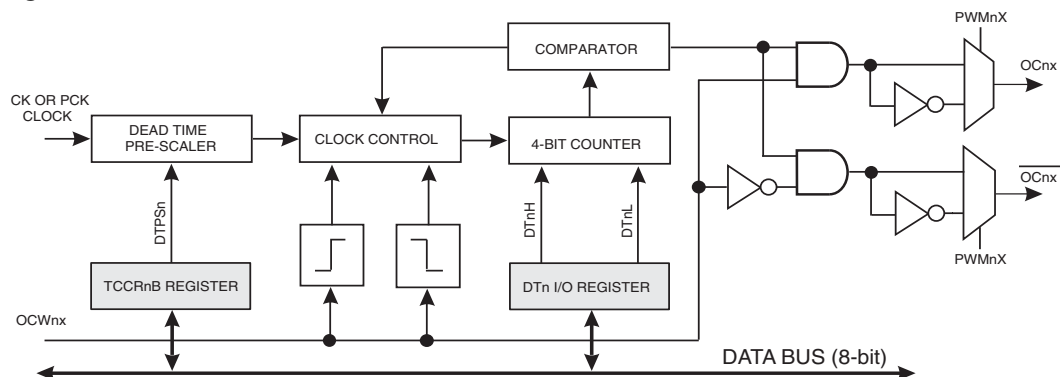 PWMnX
COMPARATOR
OCnx
CK OR PCK
CLOCK
DEAD TIME
PRE-SCALER
CLOCK CONTROL
4-BIT COUNTER
OCnx
DTPSn
DTnH
DTnL
PWMnX
TCCRnB REGISTER
DTn I/O REGISTER
OCWnx
DATA BUS (8-bit)